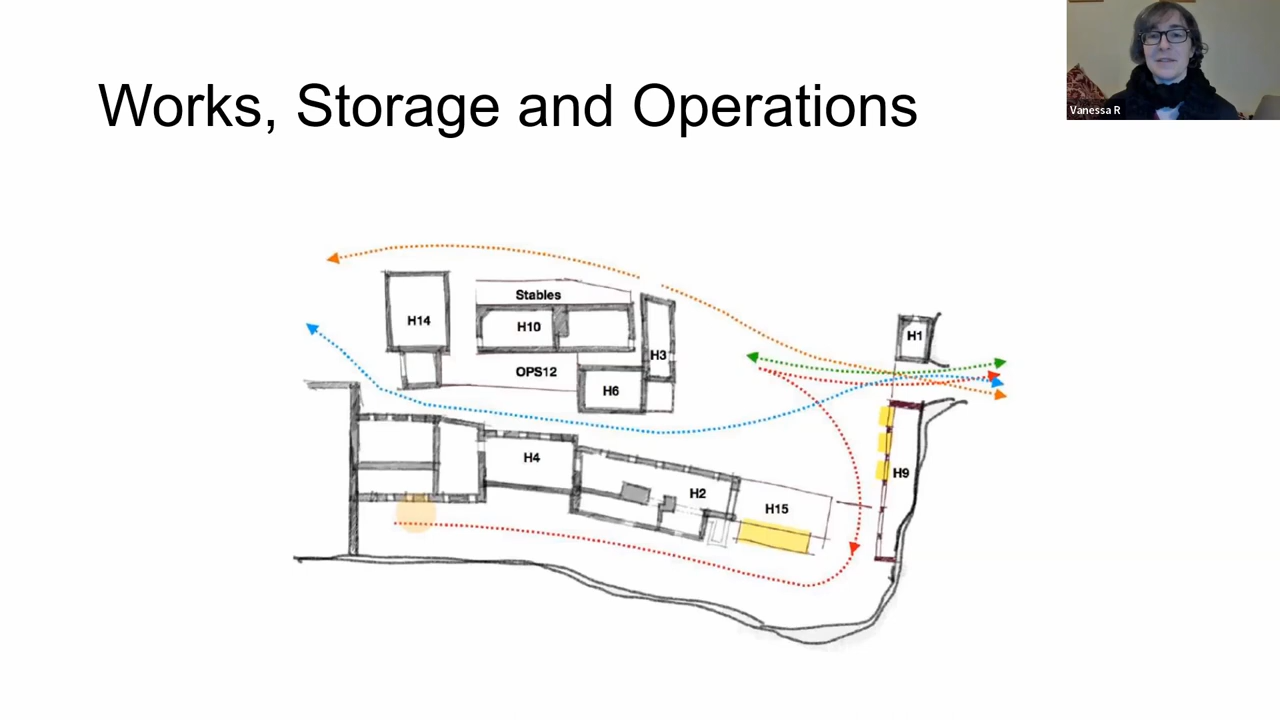 Vanessa R
Works, Storage and Operations
Stables
H14
H10
H1
H3
OPS12
H6
H4
H9
H2
H15